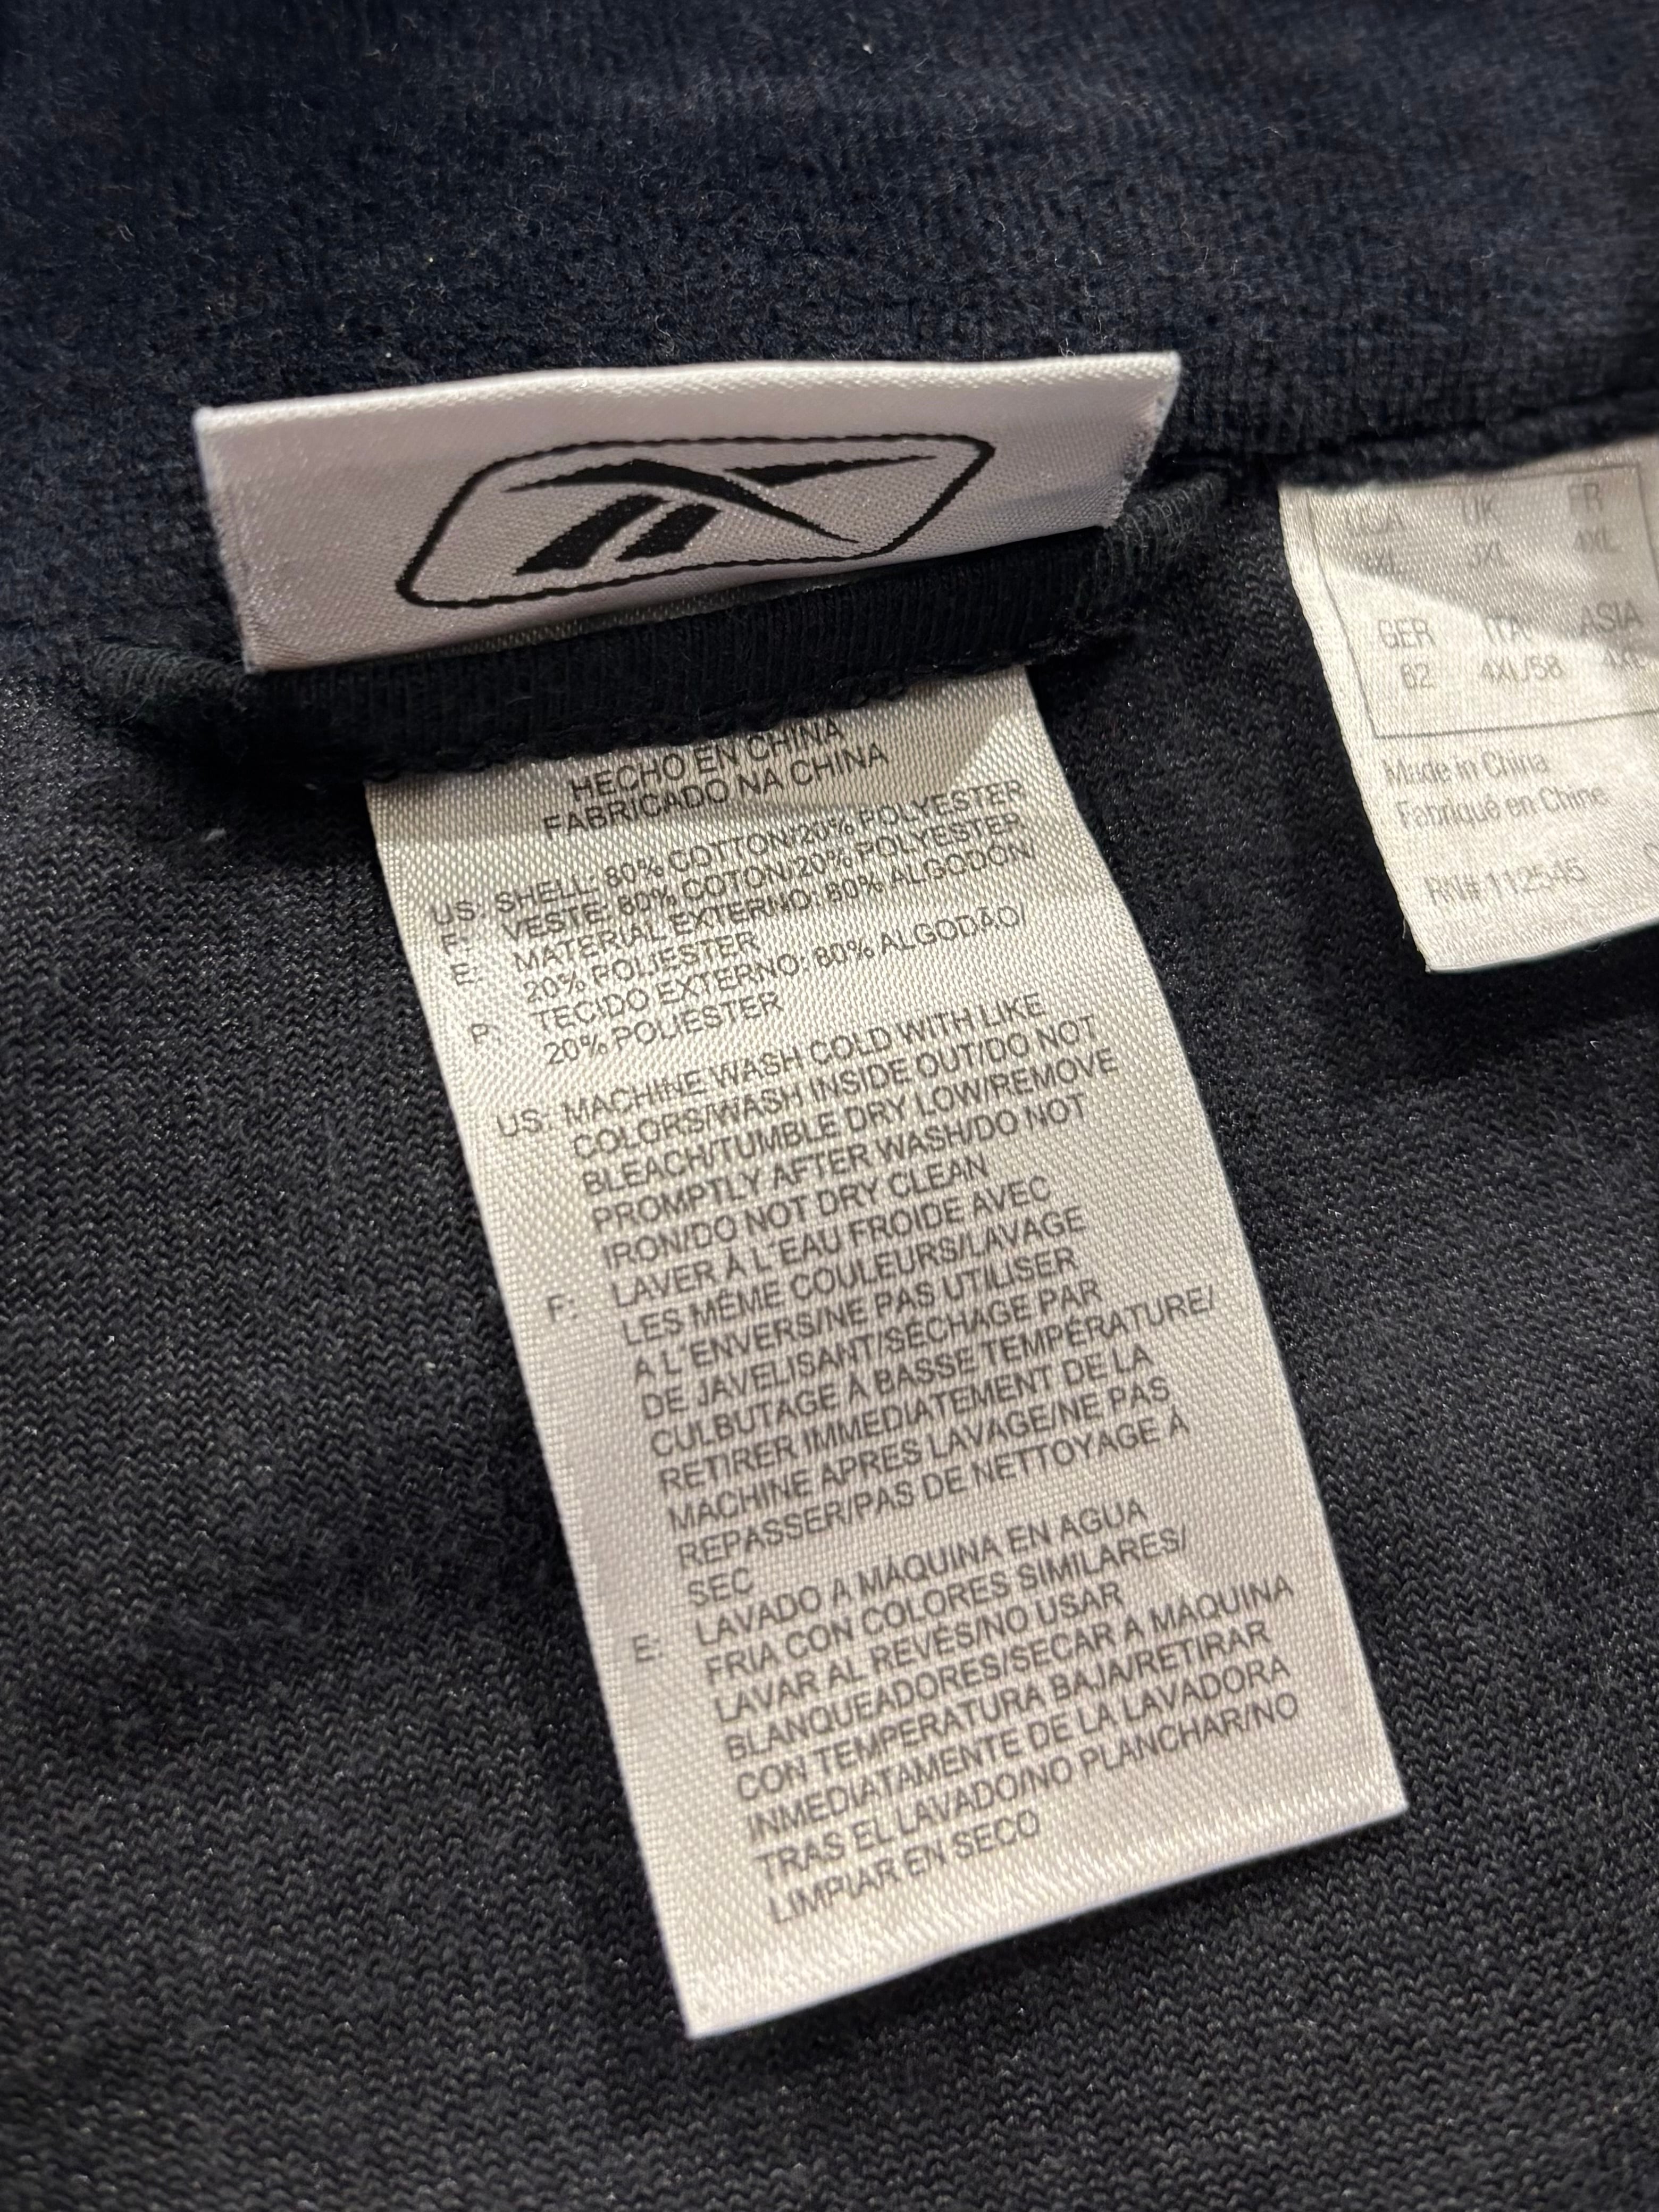 HECHO EN CHINA
FABRICADO NA CHINA
US: SHELL: 80% COTTON/20% POLYESTER
F: VESTE: 80% COTON/20% POLYESTER
E: MATERIAL EXTERNO: 80% ALGODÓN
20% POLIESTER
P: TECIDO EXTERNO: 80% ALGODÃO/
20% POLIÉSTER
US: MACHINE WASH COLD WITH LIKE
COLORS/WASH INSIDE OUT/DO NOT
BLEACH/TUMBLE DRY LOW/REMOVE
PROMPTLY AFTER WASH/DO NOT
IRON/DO NOT DRY CLEAN
F: LAVER À L'EAU FROIDE AVEC
LES MÊME COULEURS/LAVAGE
A L'ENVERS/NE PAS UTILISER
DE JAVELISANT/SÉCHAGE PAR
CULBUTAGE À BASSE TEMPÉRATURE/
RETIRER IMMEDIATEMENT DE LA
MACHINE APRES LAVAGE/NE PAS
REPASSER/PAS DE NETTOYAGE À
SEC
E: LAVADO A MÁQUINA EN AGUA
FRIA CON COLORES SIMILARES/
LAVAR AL REVÉS/NO USAR
BLANQUEADORES/SECAR A MÁQUINA
CON TEMPERATURA BAJA/RETIRAR
INMEDIATAMENTE DE LA LAVADORA
TRAS EL LAVADO/NO PLANCHAR/NO
LIMPIAR EN SECO
USA UK FR
3XL 4XL
GER ITA ASIA
62 4XL/58 4XL
Made in China
Fabriqué en Chine
RN# 112545